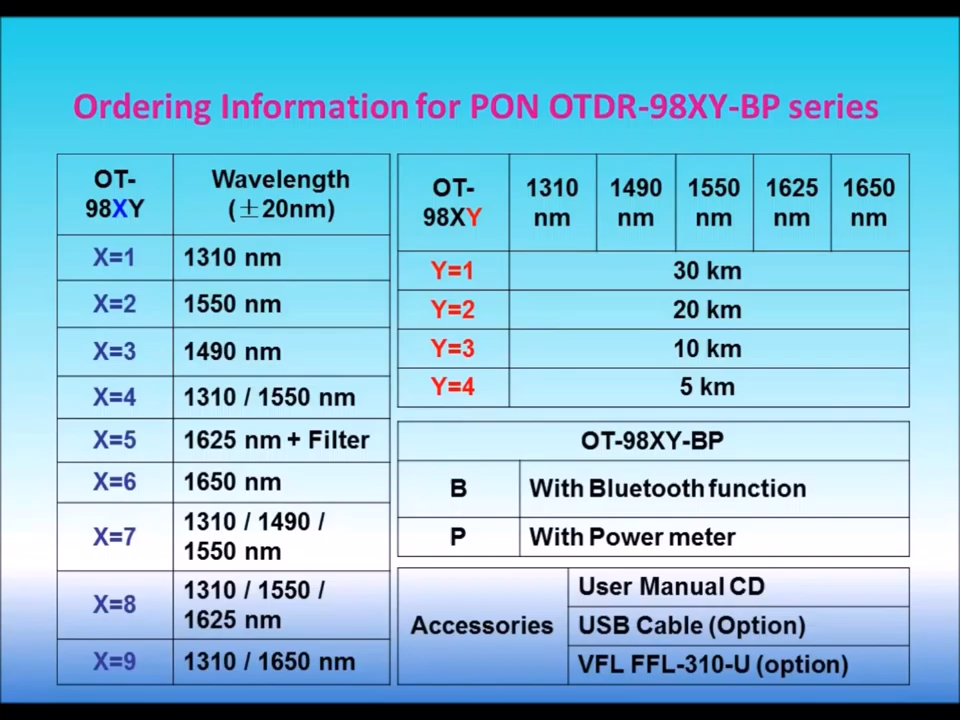 Ordering Information for PON OTDR-98XY-BP series
OT-
98XY
Wavelength
(±20nm)
X=1
1310 nm
X=2
1550 nm
X=3
1490 nm
X=4
1310 / 1550 nm
X=5
1625 nm + Filter
X=6
1650 nm
X=7
1310 / 1490 /
1550 nm
X=8
1310 / 1550 /
1625 nm
X=9
1310 / 1650 nm
OT-
98XY
1310
nm
1490
nm
1550
nm
1625
nm
1650
nm
Y=1
30 km
Y=2
20 km
Y=3
10 km
Y=4
5 km
OT-98XY-BP
B
With Bluetooth function
P
With Power meter
Accessories
User Manual CD
USB Cable (Option)
VFL FFL-310-U (option)